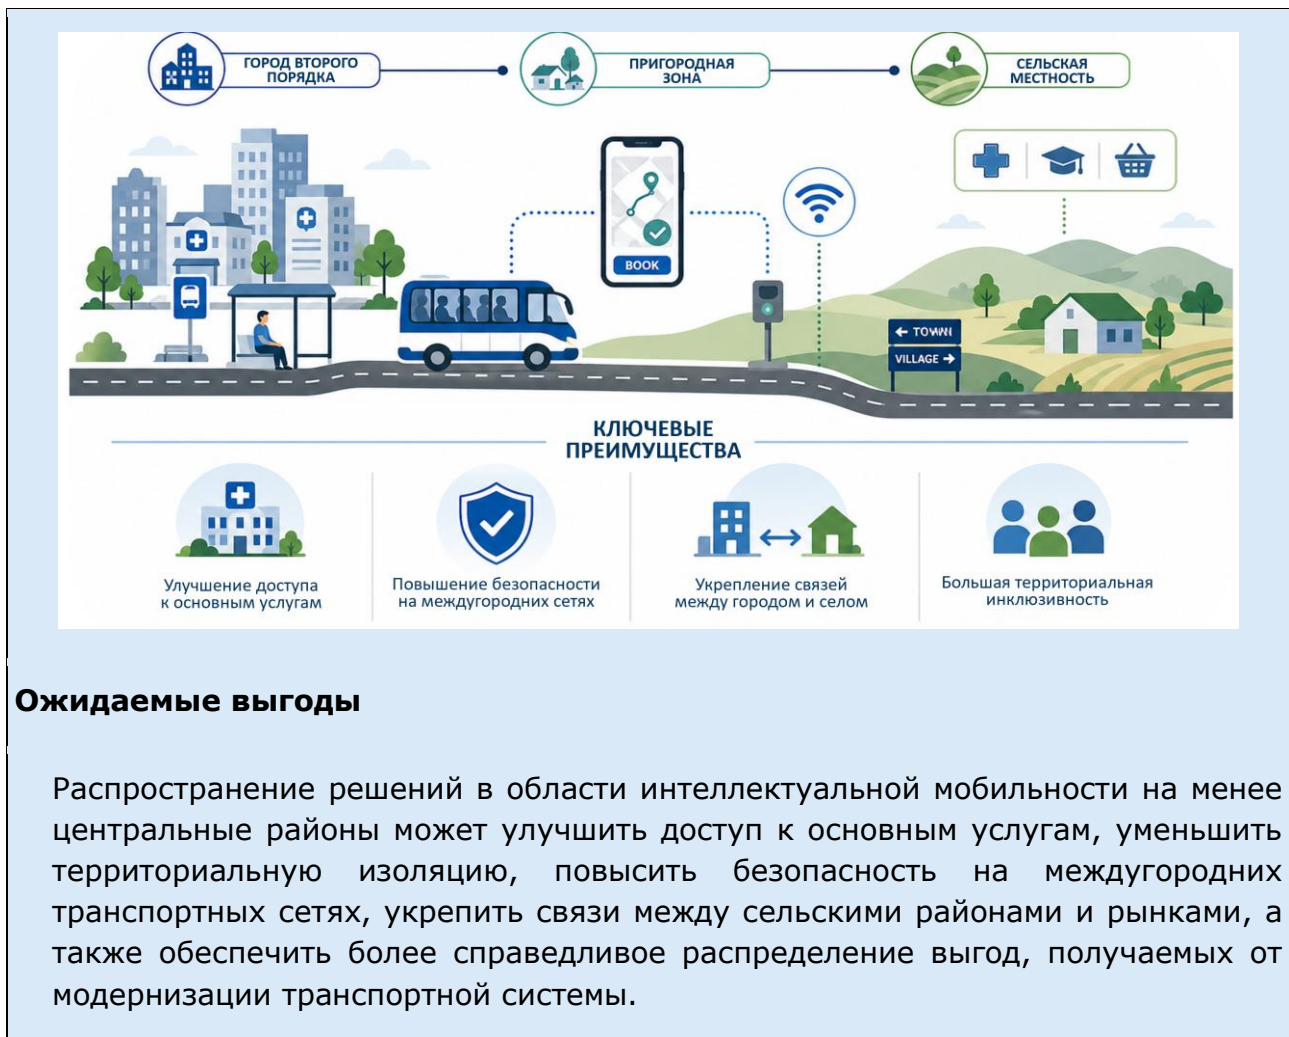 ГОРОД ВТОРОГО
ПОРЯДКА
ПРИГОРОДНАЯ
ЗОНА
СЕЛЬСКАЯ
МЕСТНОСТЬ
BOOK
← TOWN
VILLAGE →
КЛЮЧЕВЫЕ
ПРЕИМУЩЕСТВА
Улучшение доступа
к основным услугам
Повышение безопасности
на междугородних сетях
Укрепление связей
между городом и селом
Большая территориальная
инклюзивность
Ожидаемые выгоды
Распространение решений в области интеллектуальной мобильности на менее
центральные районы может улучшить доступ к основным услугам, уменьшить
территориальную изоляцию, повысить безопасность на междугородних
транспортных сетях, укрепить связи между сельскими районами и рынками, а
также обеспечить более справедливое распределение выгод, получаемых от
модернизации транспортной системы.